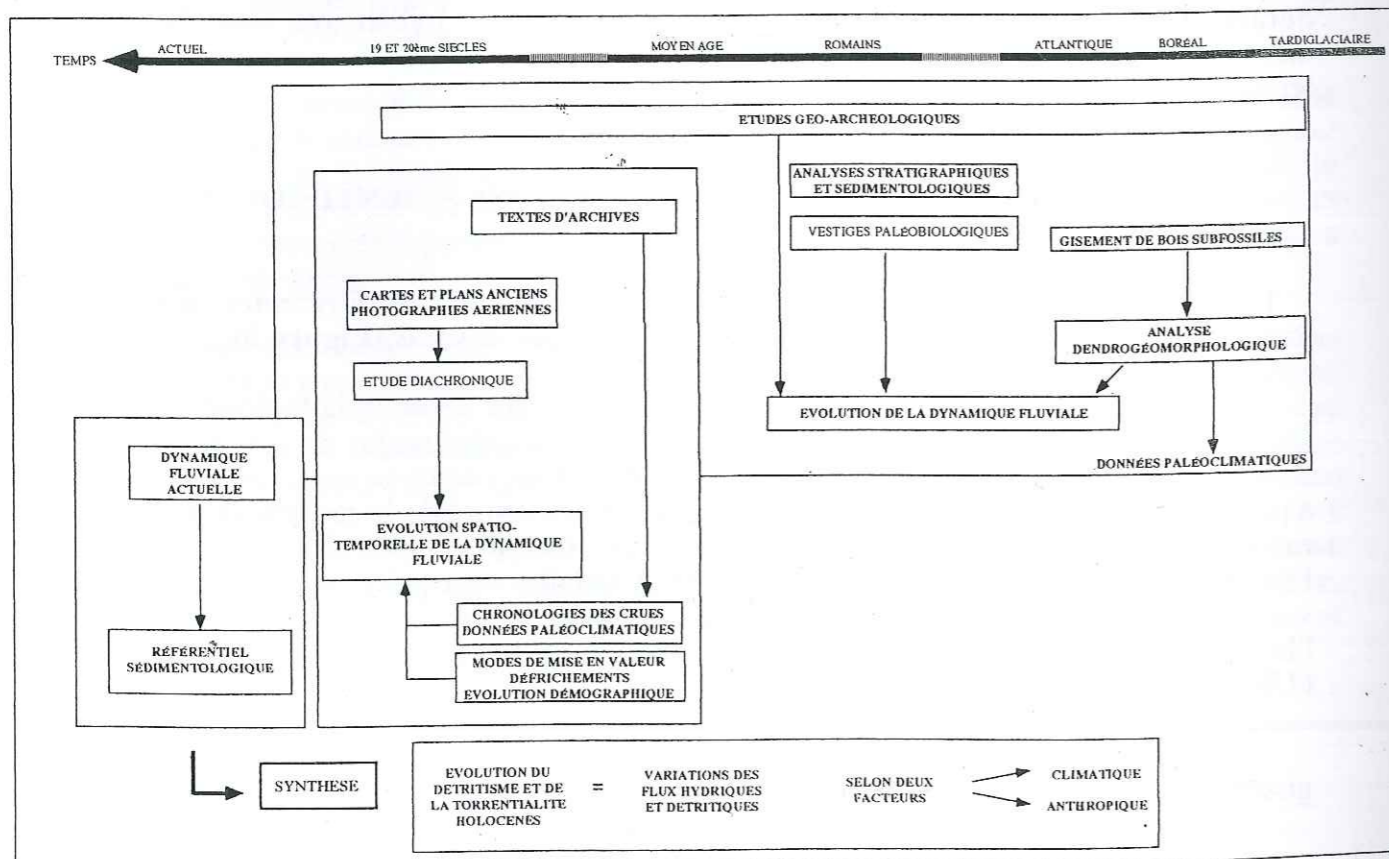 TEMPS
ACTUEL
19 ET 20ème SIECLES
MOYEN AGE
ROMAINS
ATLANTIQUE
BORÉAL
TARDIGLACIAIRE
ETUDES GEO-ARCHEOLOGIQUES
ANALYSES STRATIGRAPHIQUES
ET SEDIMENTOLOGIQUES
TEXTES D'ARCHIVES
VESTIGES PALÉOBIOLOGIQUES
GISEMENT DE BOIS SUBFOSSILES
CARTES ET PLANS ANCIENS
PHOTOGRAPHIES AERIENNES
ANALYSE
DENDROGÉOMORPHOLOGIQUE
ETUDE DIACHRONIQUE
EVOLUTION DE LA DYNAMIQUE FLUVIALE
DYNAMIQUE
FLUVIALE
ACTUELLE
DONNÉES PALÉOCLIMATIQUES
EVOLUTION SPATIO-
TEMPORELLE DE LA DYNAMIQUE
FLUVIALE
CHRONOLOGIES DES CRUES
DONNÉES PALÉOCLIMATIQUES
RÉFÉRENTIEL
SÉDIMENTOLOGIQUE
MODES DE MISE EN VALEUR
DÉFRICHEMENTS
EVOLUTION DÉMOGRAPHIQUE
SYNTHESE
EVOLUTION DU
DETRITISME ET DE
LA TORRENTIALITE
HOLOCENES
=
VARIATIONS DES
FLUX HYDRIQUES
ET DETRITIQUES
SELON DEUX
FACTEURS
CLIMATIQUE
ANTHROPIQUE